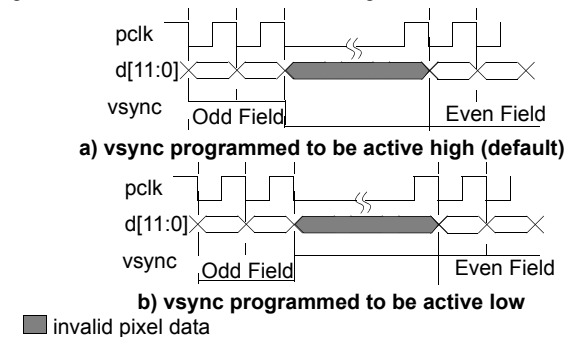 pclk
d[11:0]
vsync
Odd Field
Even Field
a) vsync programmed to be active high (default)
pclk
d[11:0]
vsync
Odd Field
Even Field
b) vsync programmed to be active low
invalid pixel data